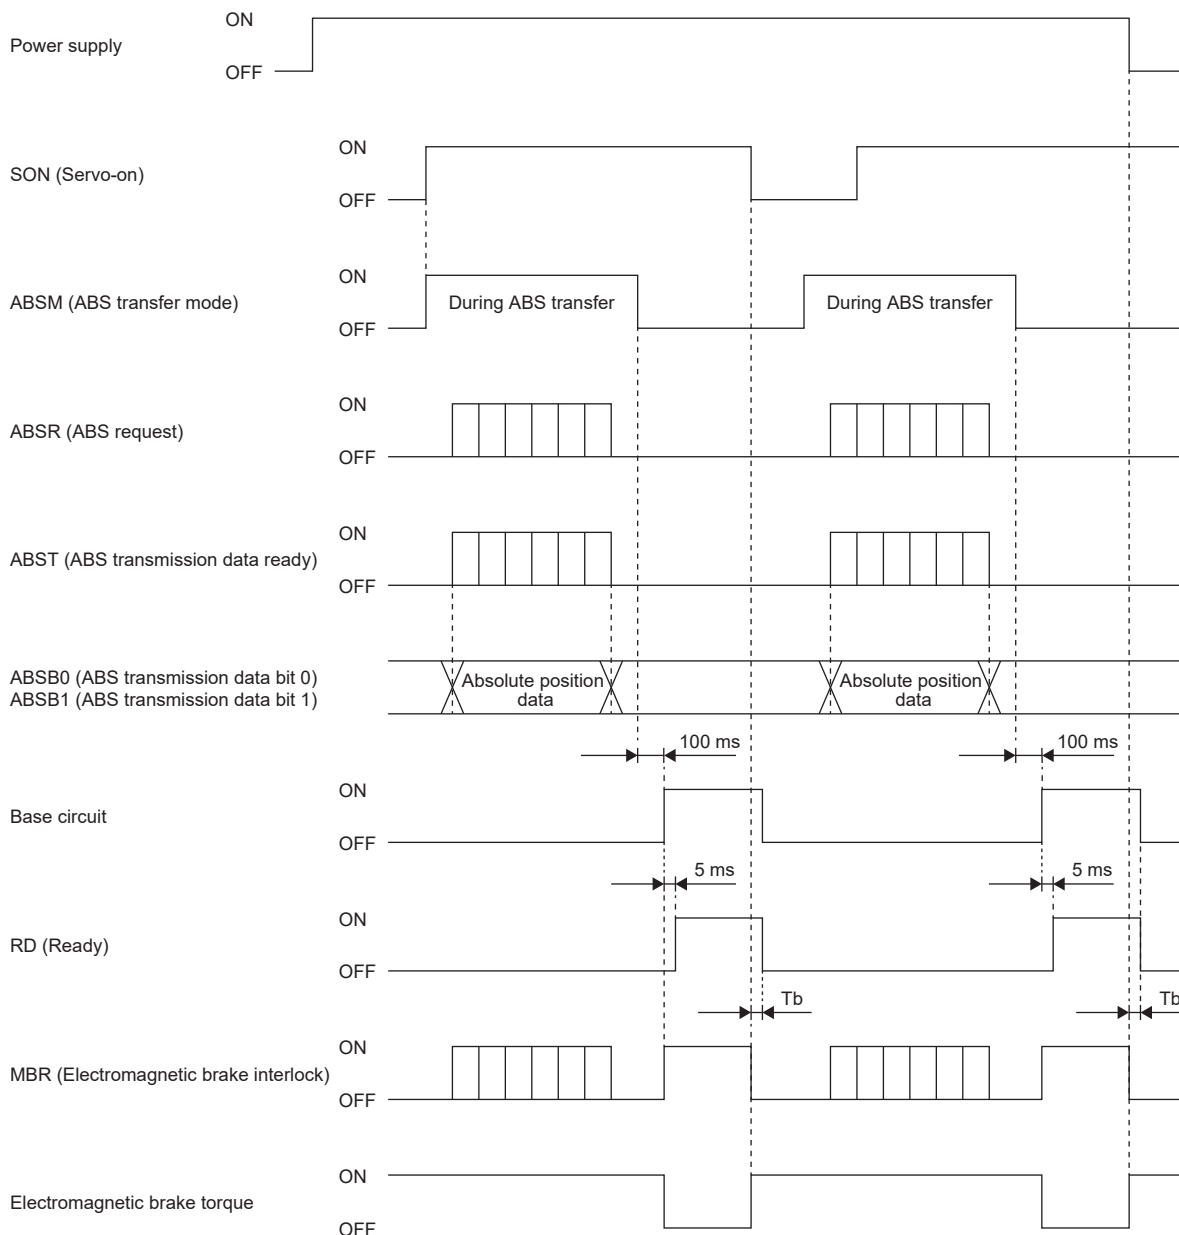 ON
Power supply
OFF
ON
SON (Servo-on)
OFF
ON
ABSM (ABS transfer mode)
During ABS transfer
During ABS transfer
OFF
ON
ABSR (ABS request)
OFF
ON
ABST (ABS transmission data ready)
OFF
ABSB0 (ABS transmission data bit 0)
ABSB1 (ABS transmission data bit 1)
Absolute position
data
Absolute position
data
100 ms
100 ms
ON
Base circuit
OFF
5 ms
5 ms
ON
RD (Ready)
OFF
Tb
Tb
ON
MBR (Electromagnetic brake interlock)
OFF
ON
Electromagnetic brake torque
OFF